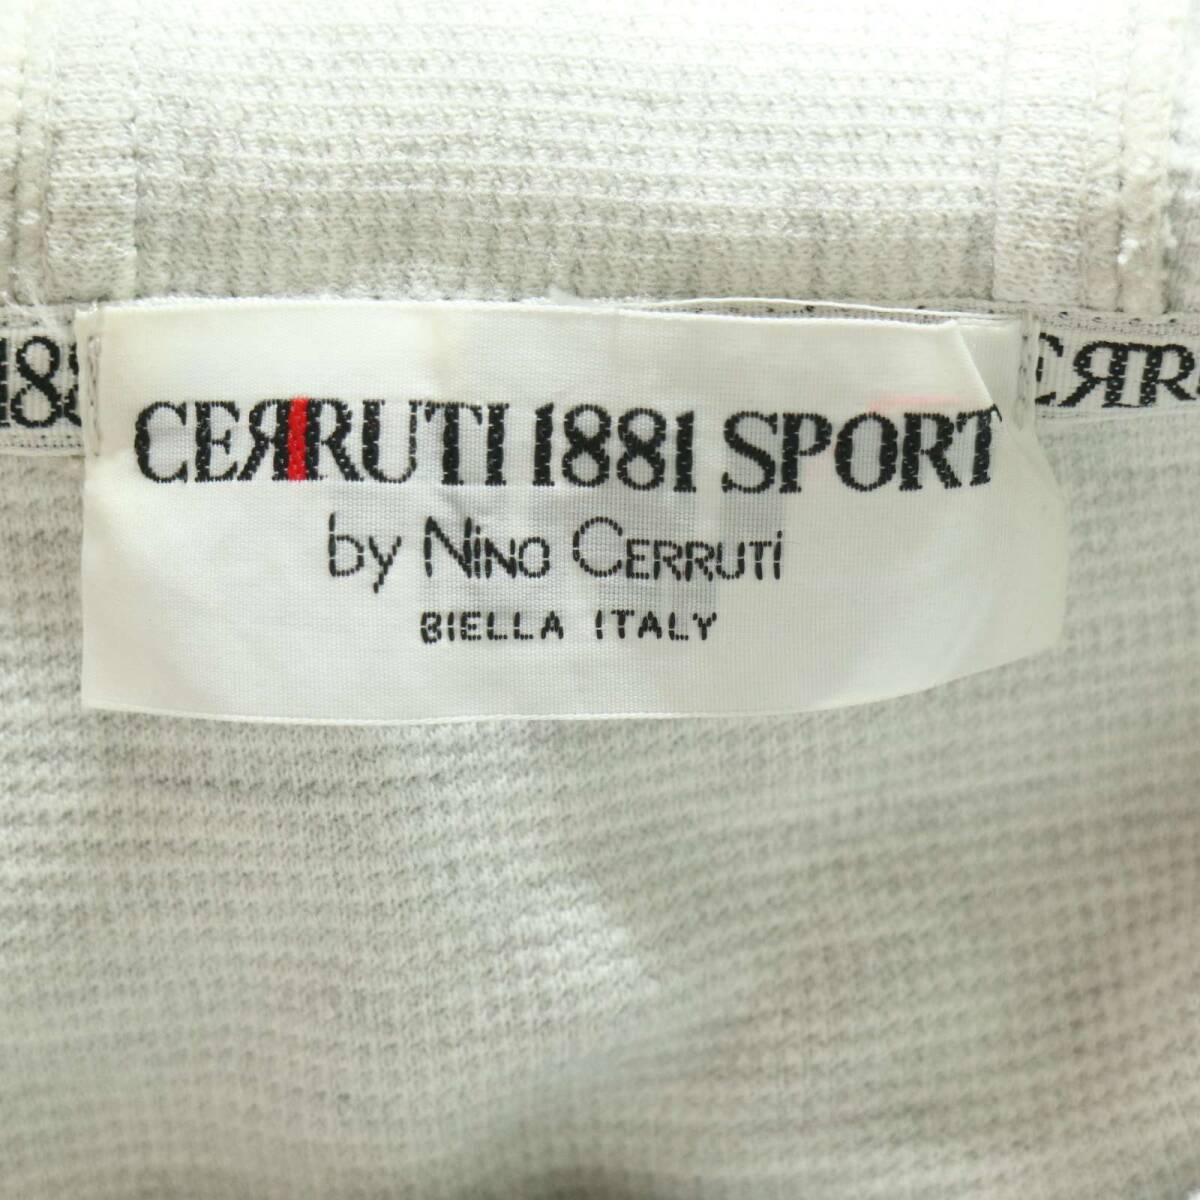 CERRUTI 1881 SPORT
by Nino Cerruti
BIELLA ITALY